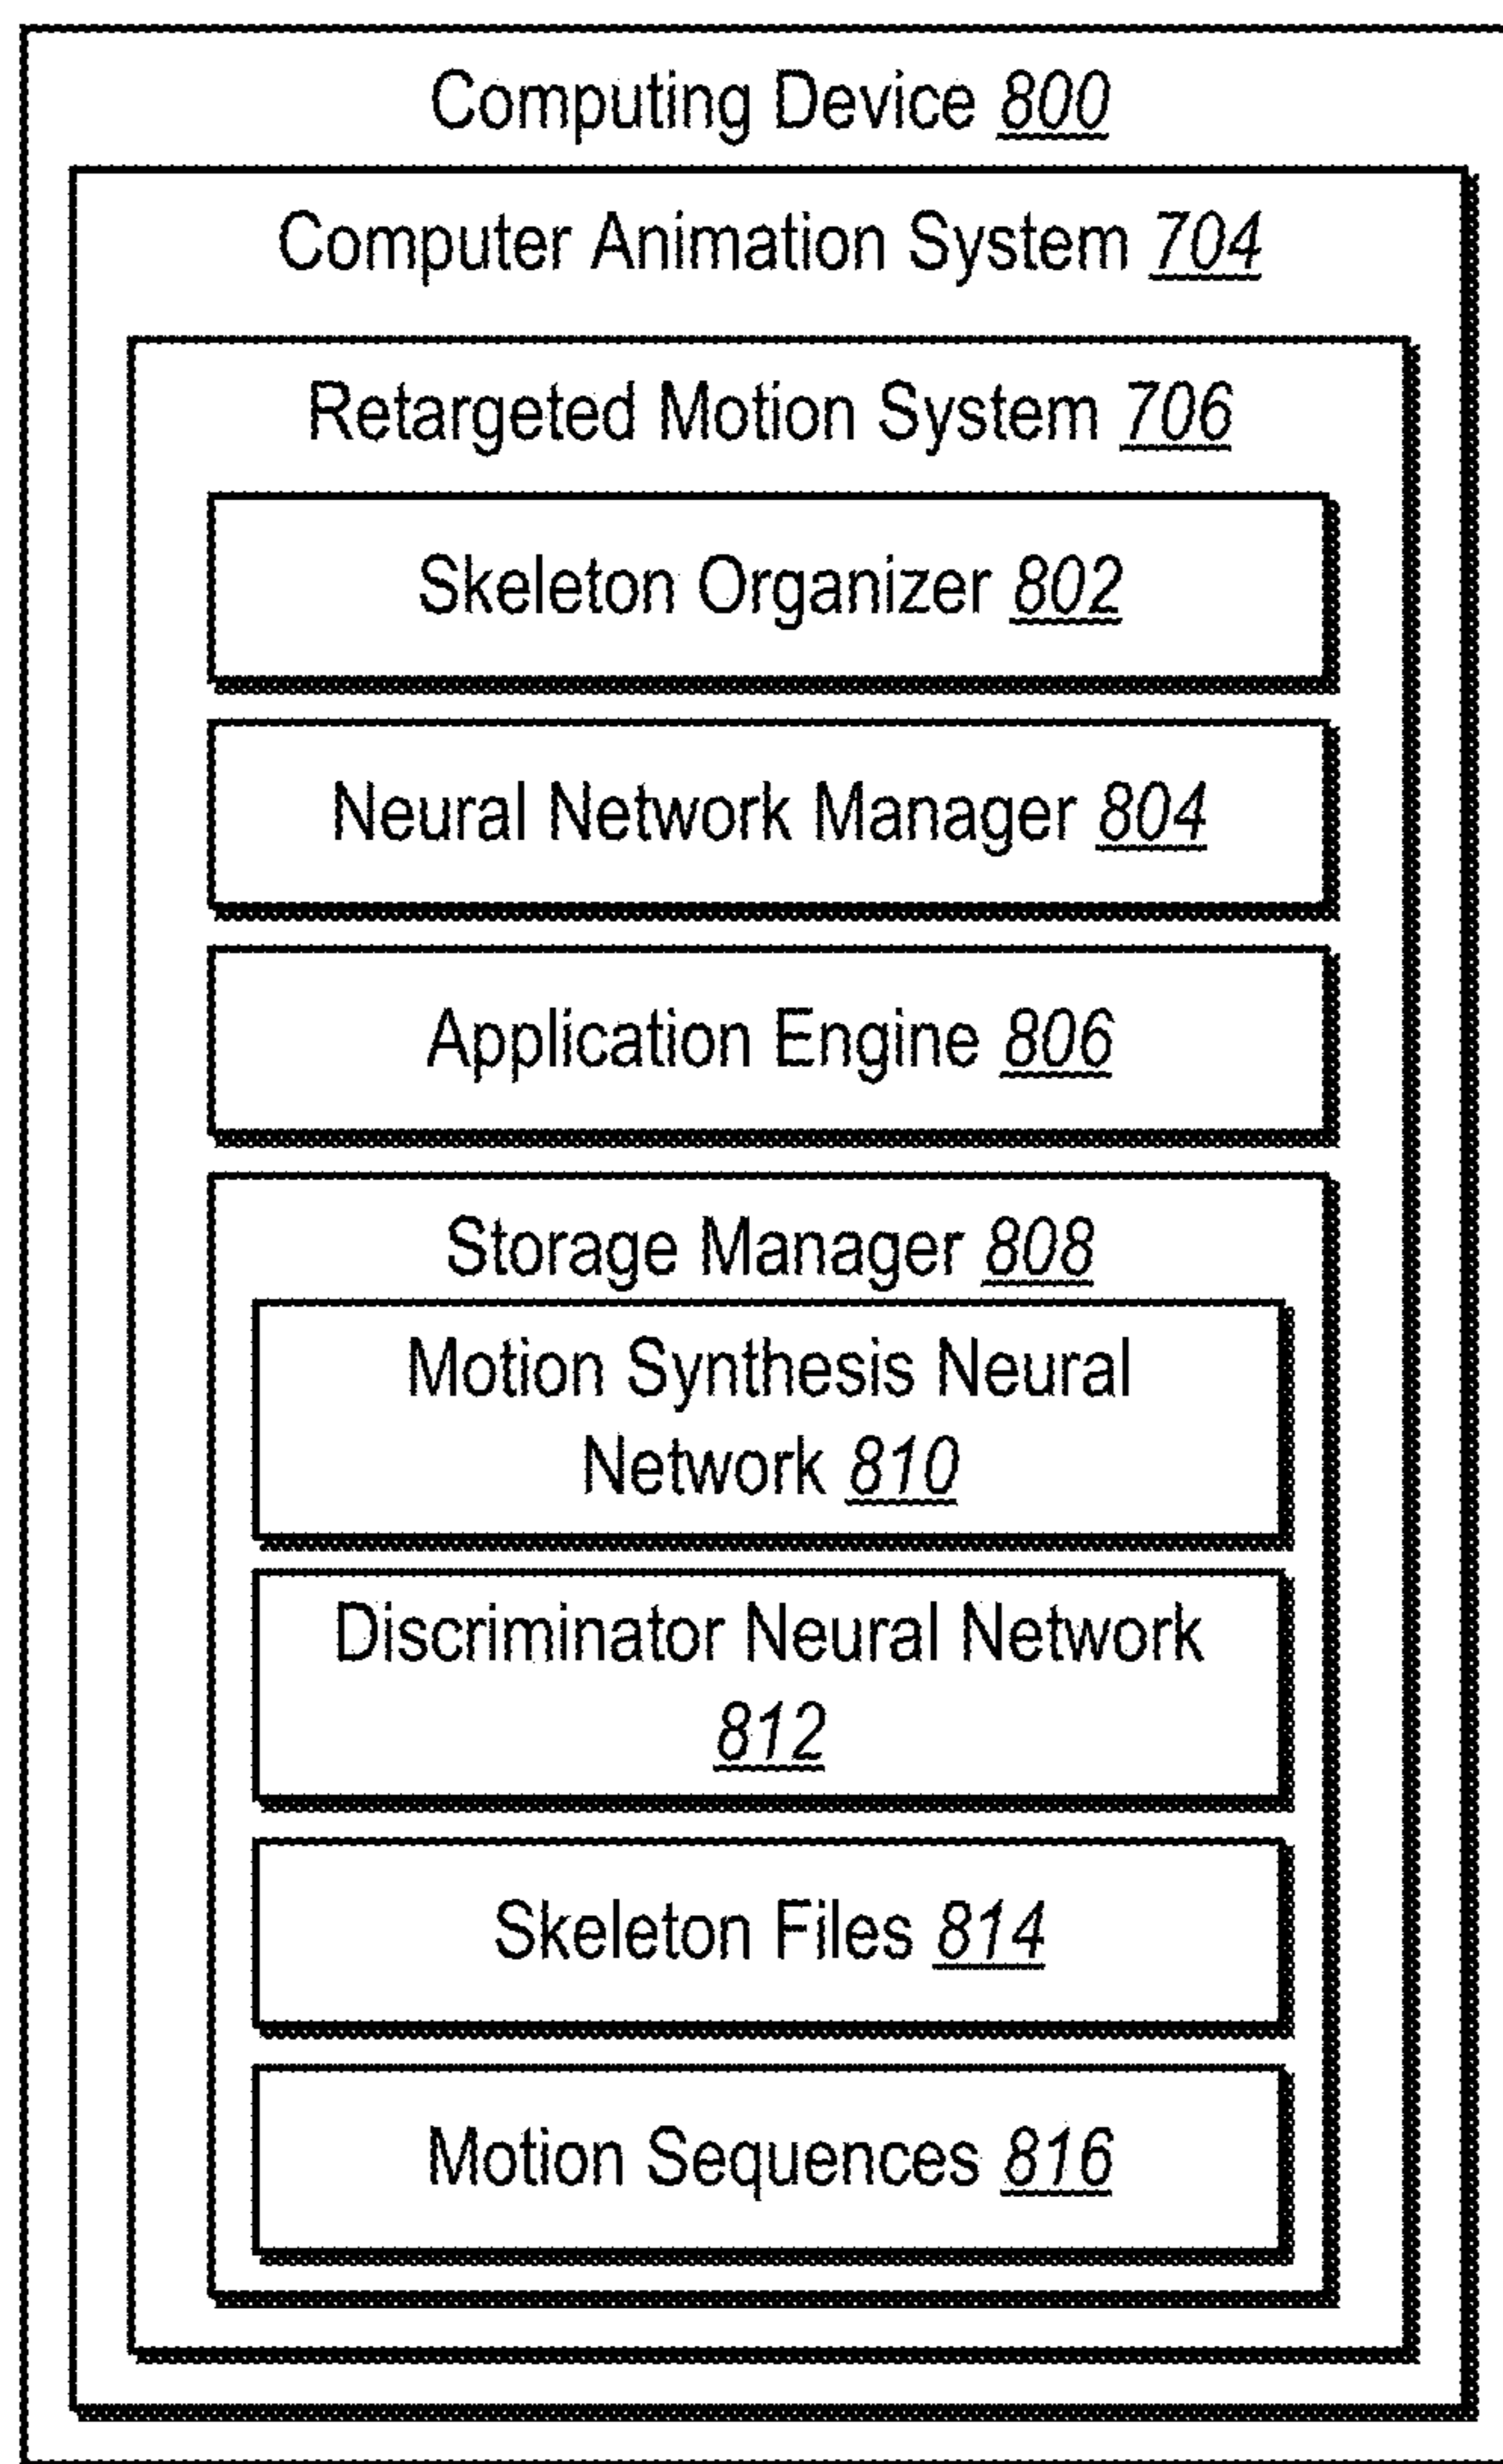 Computing Device 800
Computer Animation System 704
Retargeted Motion System 706
Skeleton Organizer 802
Neural Network Manager 804
Application Engine 806
Storage Manager 808
Motion Synthesis Neural
Network 810
Discriminator Neural Network
812
Skeleton Files 814
Motion Sequences 816